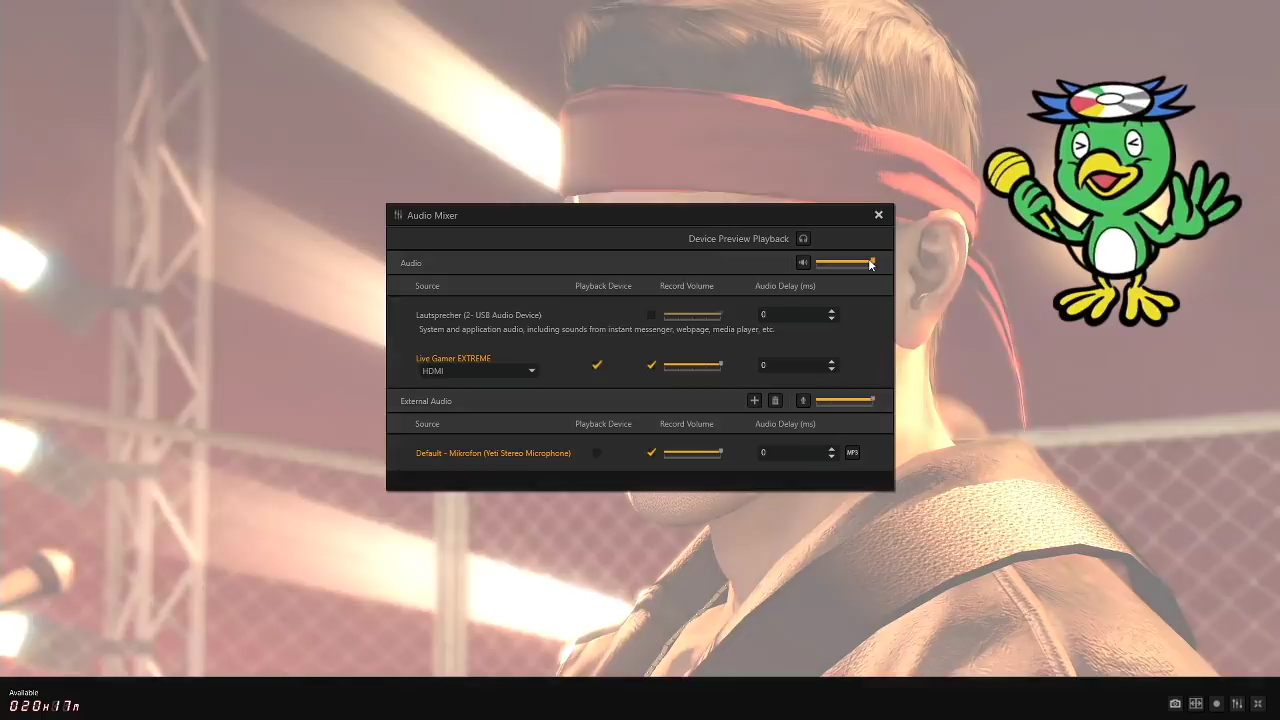 Audio Mixer
Device Preview Playback
Audio
Source Playback Device Record Volume Audio Delay (ms)
Lautsprecher (2- USB Audio Device) 0
System and application audio, including sounds from instant messenger, webpage, media player, etc.
Live Gamer EXTREME
HDMI 0
External Audio
Source Playback Device Record Volume Audio Delay (ms)
Default - Mikrofon (Yeti Stereo Microphone) 0 MP3
Available
020H17M